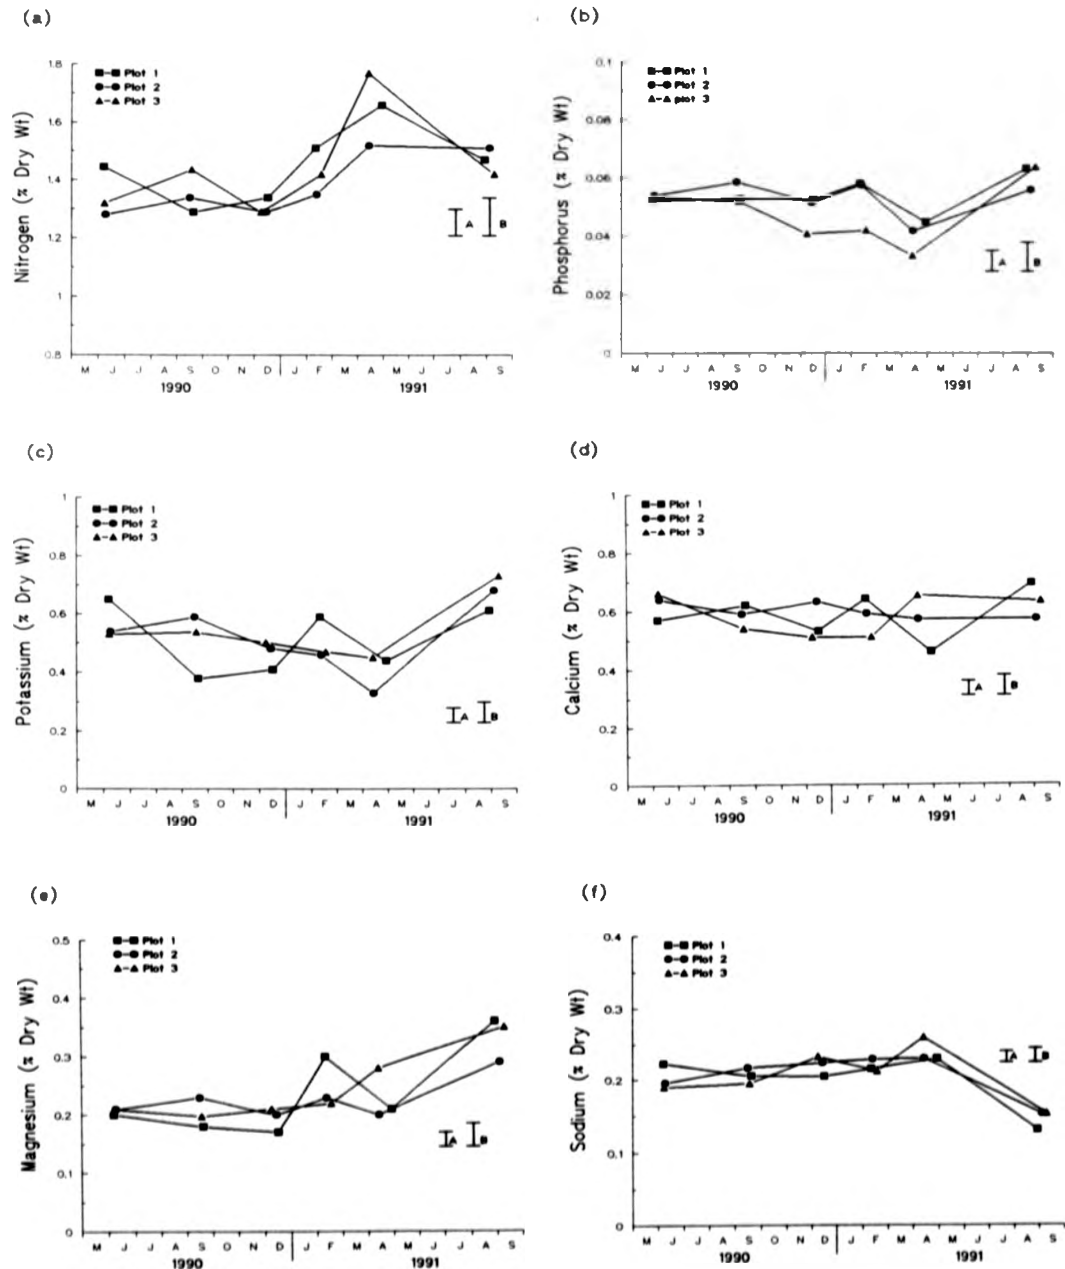 (a)
1.8
1.6
1.4
1.2
1
0.8
Nitrogen (% Dry Wt)
Plot 1
Plot 2
Plot 3
A B
M J J A S O N D J F M A M J J A S
1990 1991
(b)
0.1
0.08
0.06
0.04
0.02
0
Phosphorus (% Dry Wt)
Plot 1
Plot 2
plot 3
A B
M J J A S O N D J F M A M J J A S
1990 1991
(c)
1
0.8
0.6
0.4
0.2
0
Potassium (% Dry Wt)
Plot 1
Plot 2
Plot 3
A B
M J J A S O N D J F M A M J J A S
1990 1991
(d)
1
0.8
0.6
0.4
0.2
0
Calcium (% Dry Wt)
Plot 1
Plot 2
Plot 3
A B
M J J A S O N D J F M A M J J A S
1990 1991
(e)
0.5
0.4
0.3
0.2
0.1
0
Magnesium (% Dry Wt)
Plot 1
Plot 2
Plot 3
A B
M J J A S O N D J F M A M J J A S
1990 1991
(f)
0.4
0.3
0.2
0.1
0
Sodium (% Dry Wt)
Plot 1
Plot 2
Plot 3
A B
M J J A S O N D J F M A M J J A S
1990 1991